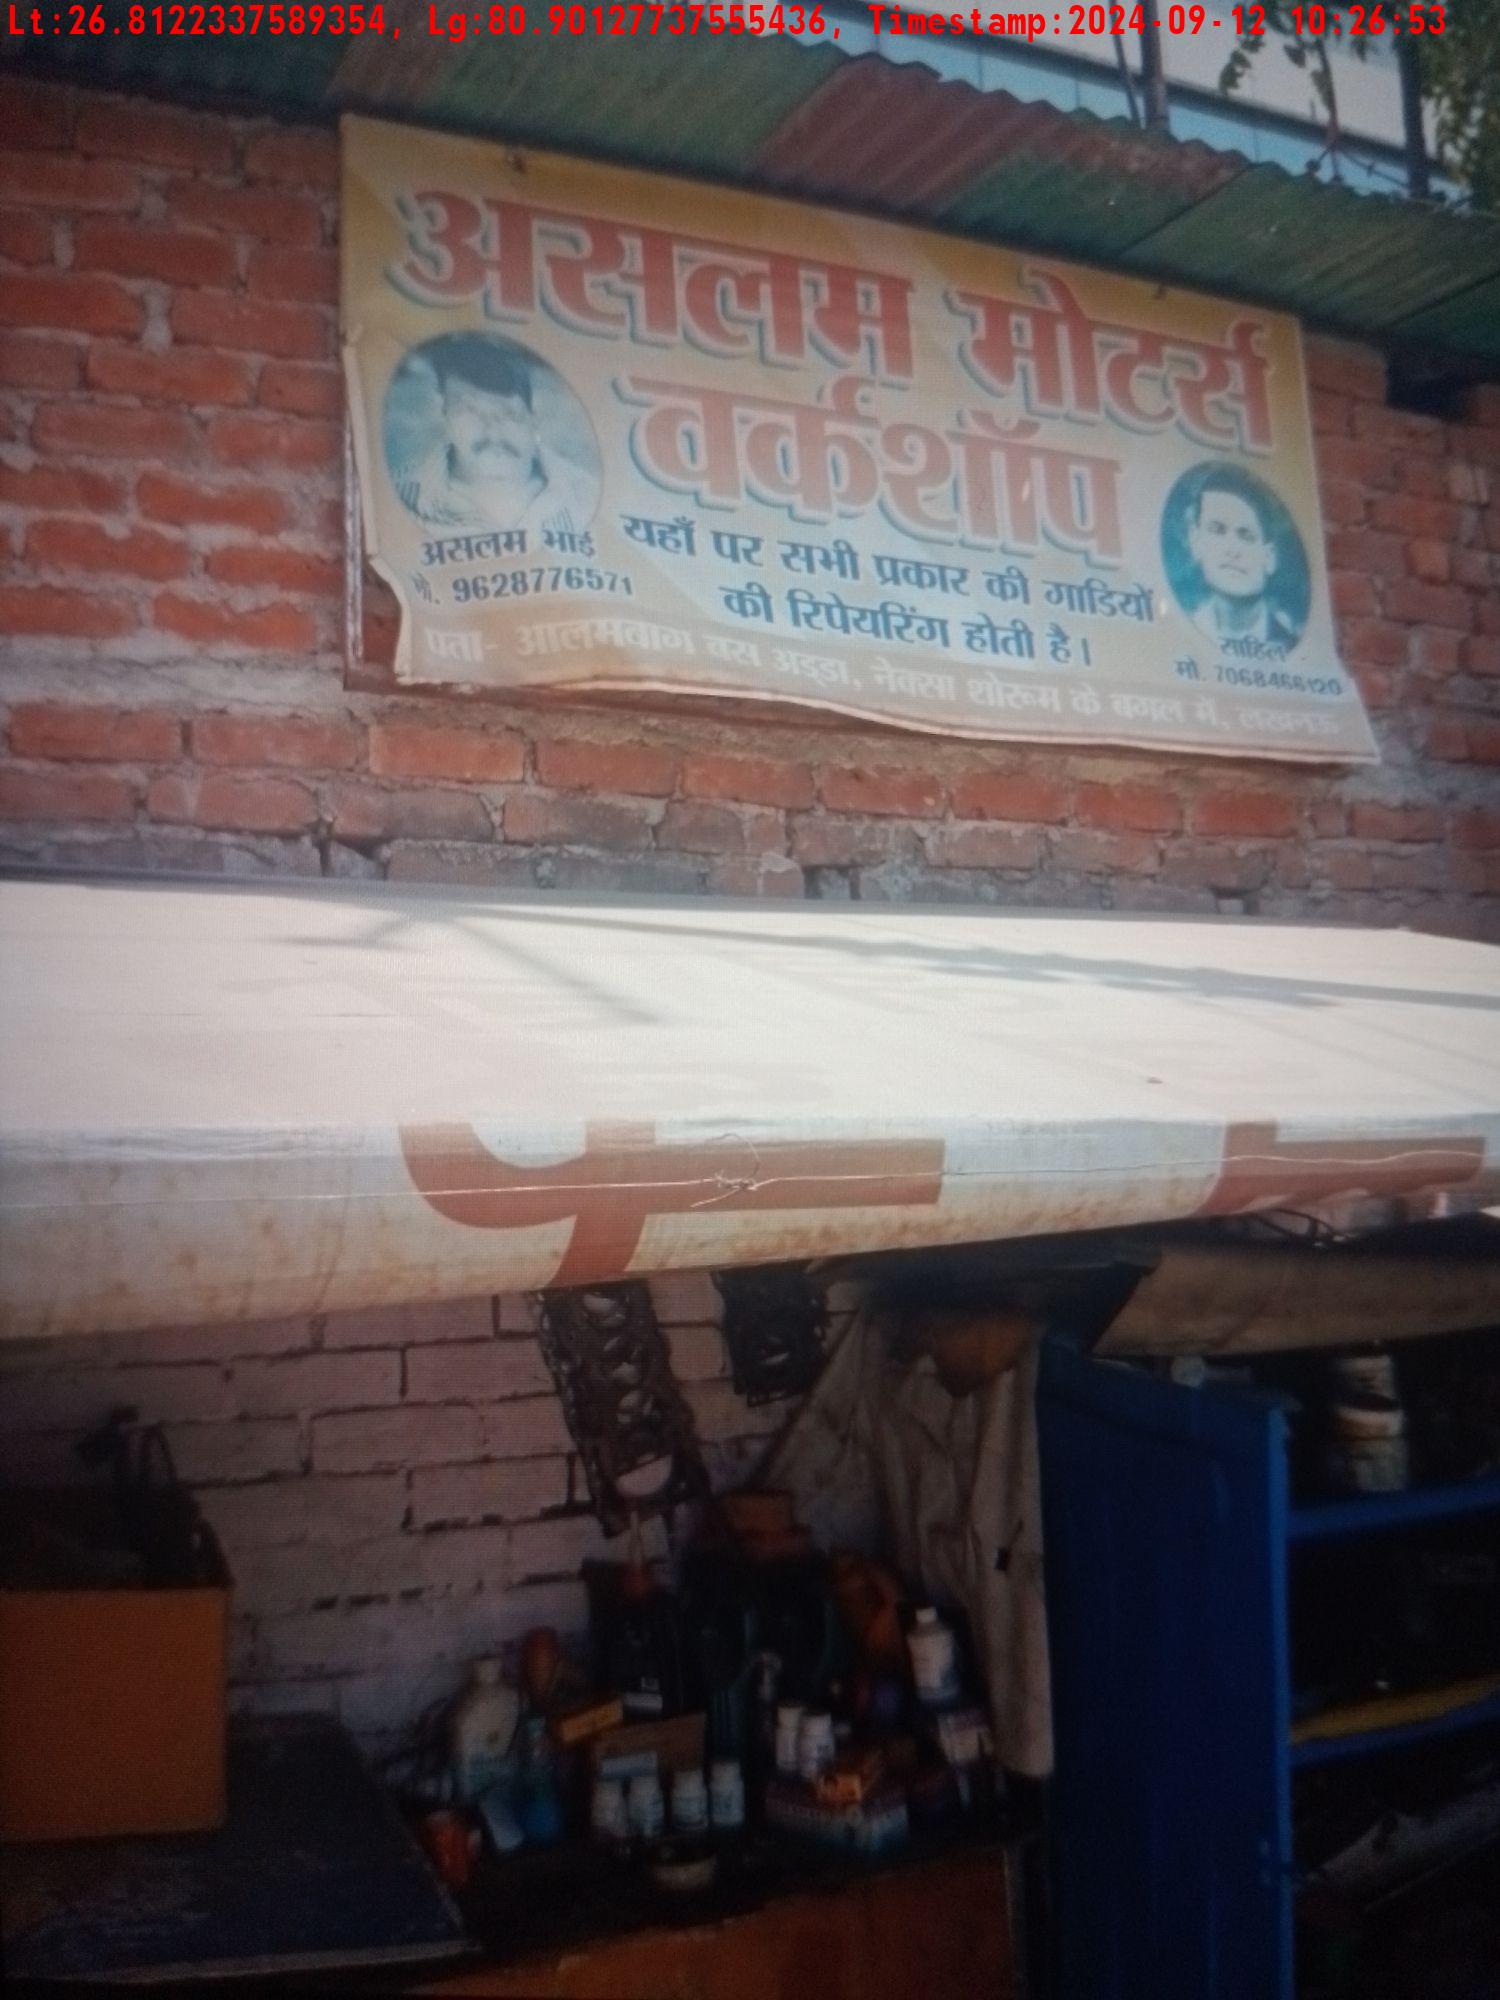 Lt:26.8122337589354, Lg:80.90127737555436, Timestamp:2024-09-12 10:26:53
असलम मोटर्स
वर्कशॉप
असलम भाई
मो. 9628776571
यहाँ पर सभी प्रकार की गाडियों
की रिपेयरिंग होती है।
साहिल
मो. 7068466120
पता- आलमबाग बस अड्डा, नेक्सा शोरूम के बगल में, लखनऊ